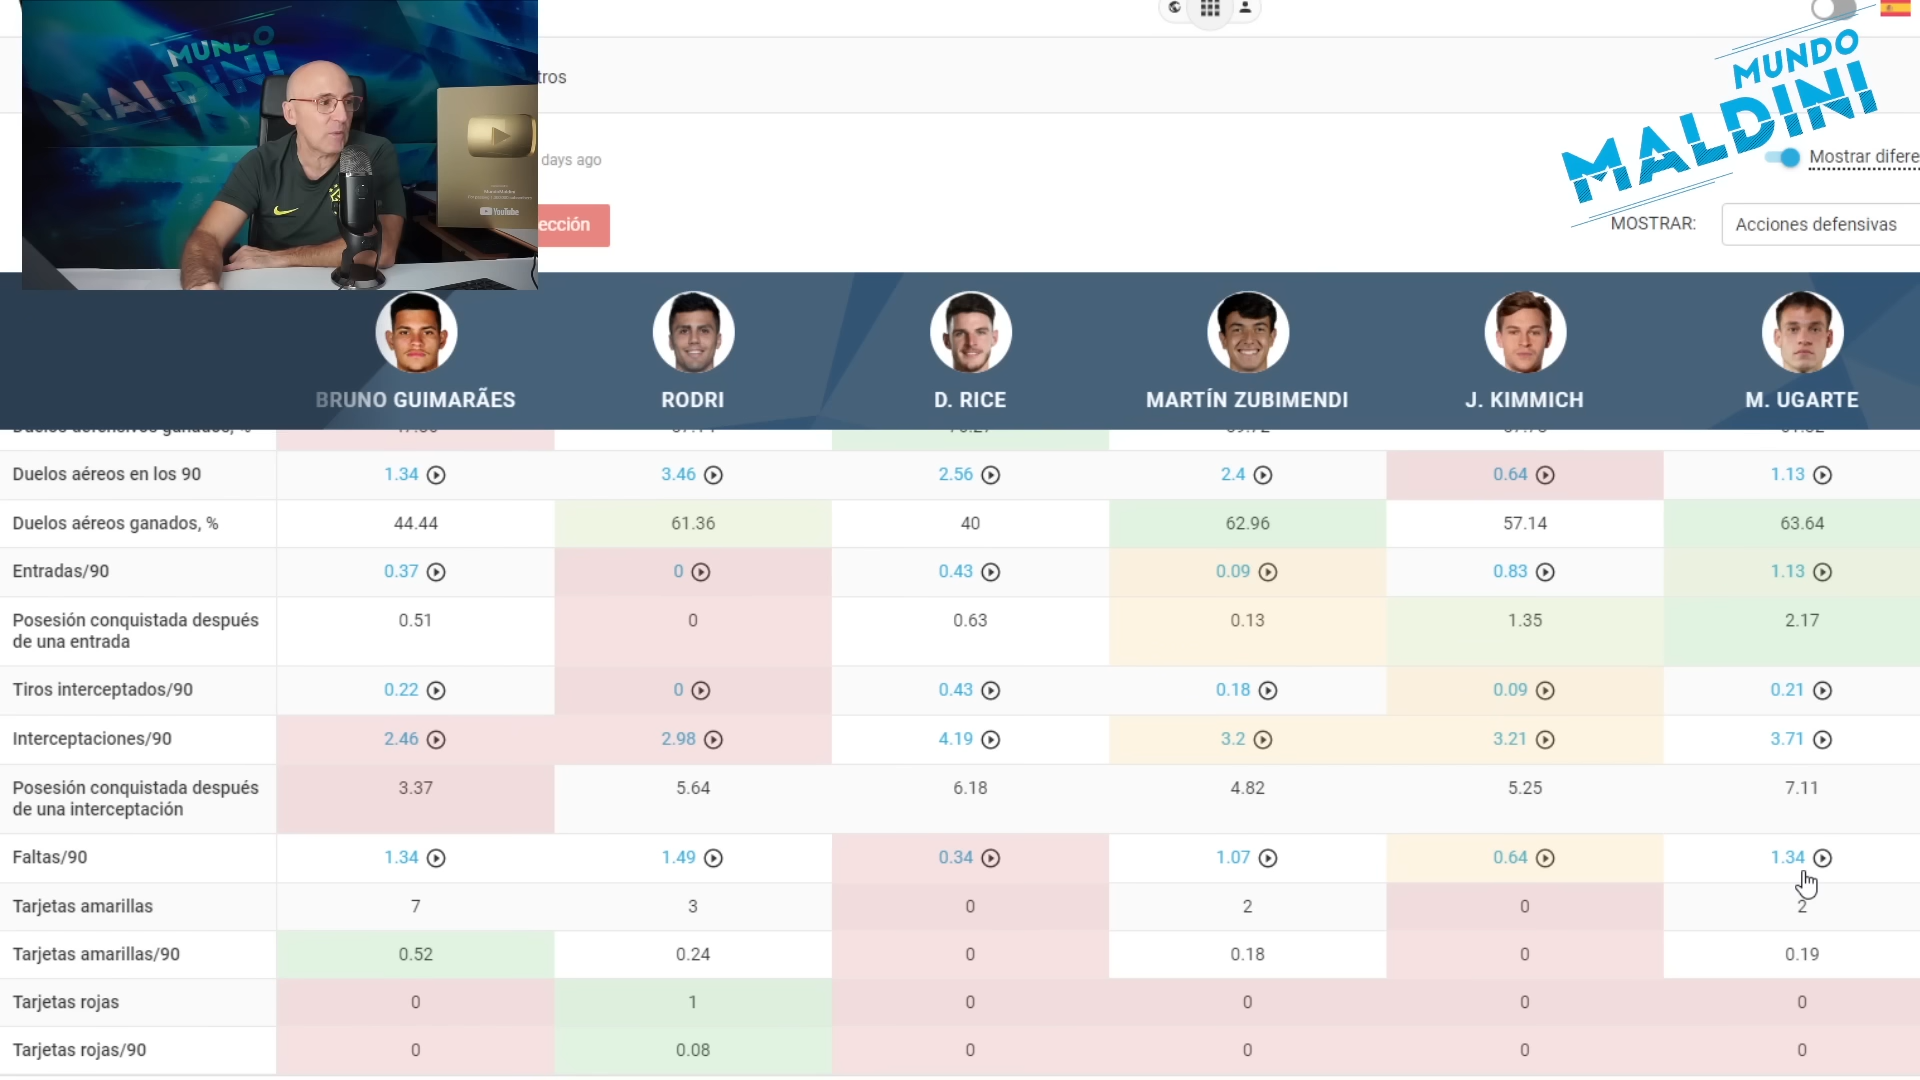 MUNDO
MALDINI
YouTube
tros
days ago
ección
MUNDO
MALDINI
Mostrar difere
MOSTRAR: Acciones defensivas
BRUNO GUIMARÃES RODRI D. RICE MARTÍN ZUBIMENDI J. KIMMICH M. UGARTE
Duelos aéreos en los 90 1.34 3.46 2.56 2.4 0.64 1.13
Duelos aéreos ganados, % 44.44 61.36 40 62.96 57.14 63.64
Entradas/90 0.37 0 0.43 0.09 0.83 1.13
Posesión conquistada después
de una entrada 0.51 0 0.63 0.13 1.35 2.17
Tiros interceptados/90 0.22 0 0.43 0.18 0.09 0.21
Interceptaciones/90 2.46 2.98 4.19 3.2 3.21 3.71
Posesión conquistada después
de una interceptación 3.37 5.64 6.18 4.82 5.25 7.11
Faltas/90 1.34 1.49 0.34 1.07 0.64 1.34
Tarjetas amarillas 7 3 0 2 0 2
Tarjetas amarillas/90 0.52 0.24 0 0.18 0 0.19
Tarjetas rojas 0 1 0 0 0 0
Tarjetas rojas/90 0 0.08 0 0 0 0